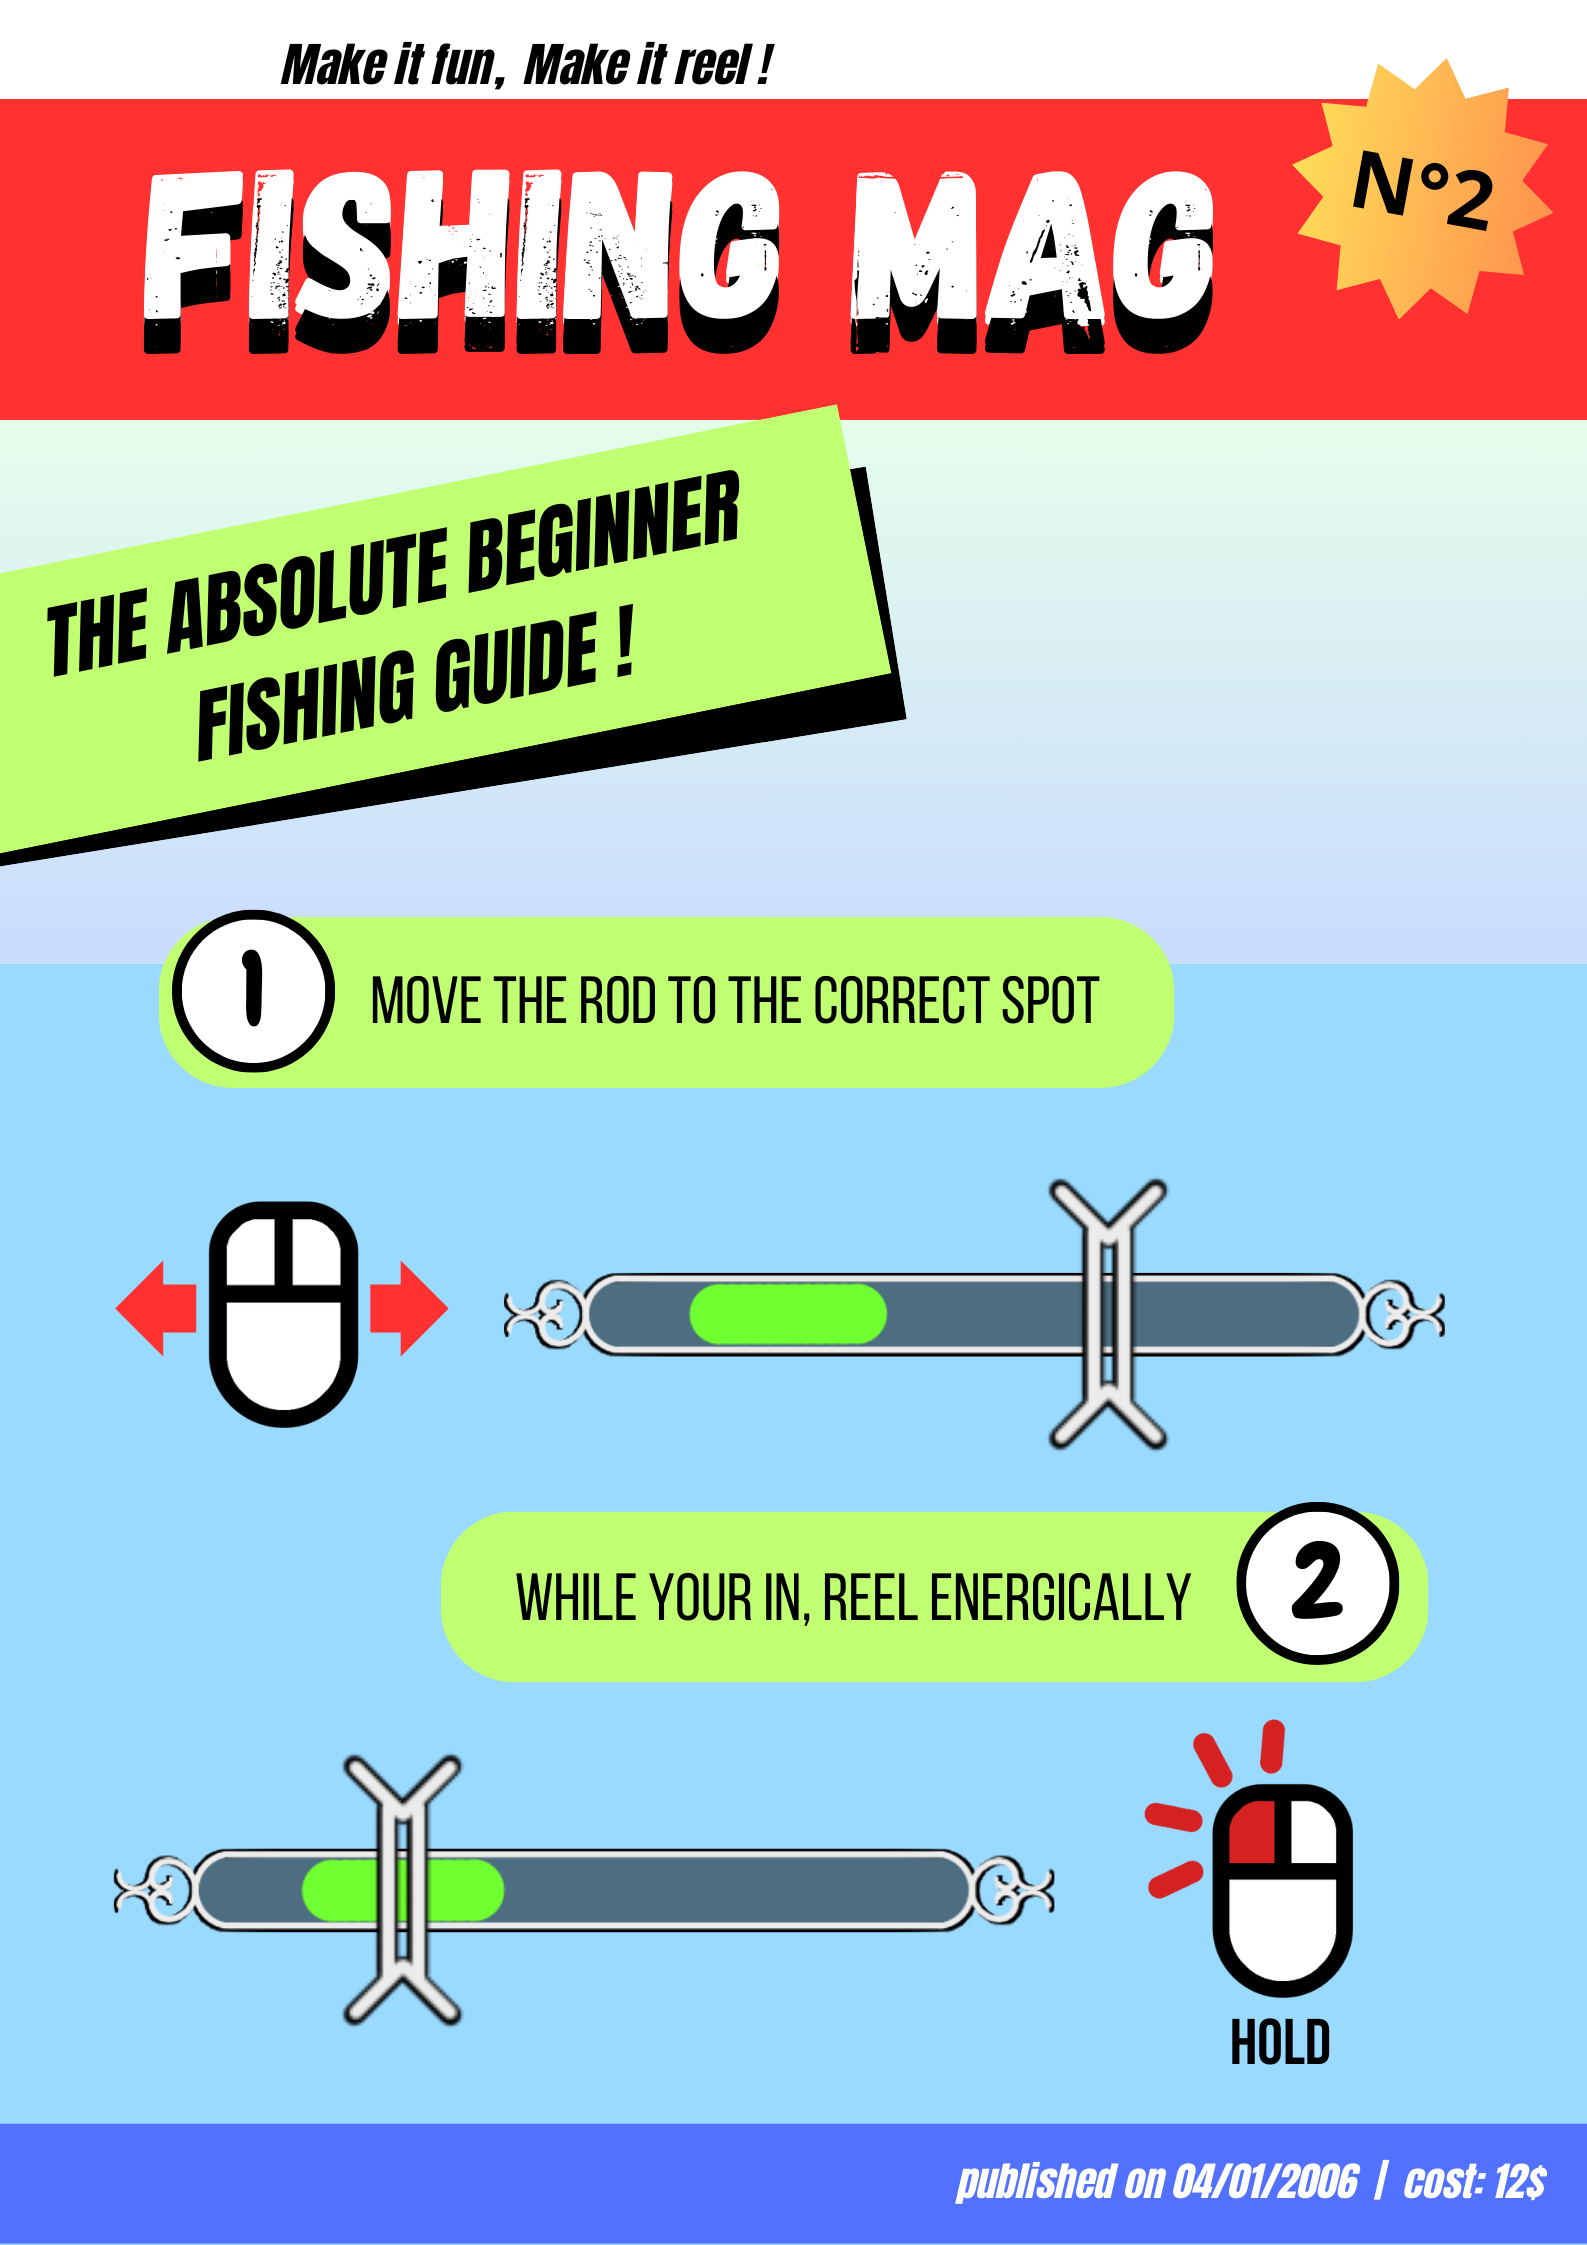 Make it fun, Make it reel !
FISHING MAG
N°2
THE ABSOLUTE BEGINNER
FISHING GUIDE !
1
MOVE THE ROD TO THE CORRECT SPOT
WHILE YOUR IN, REEL ENERGICALLY
2
HOLD
published on 04/01/2006 | cost: 12$